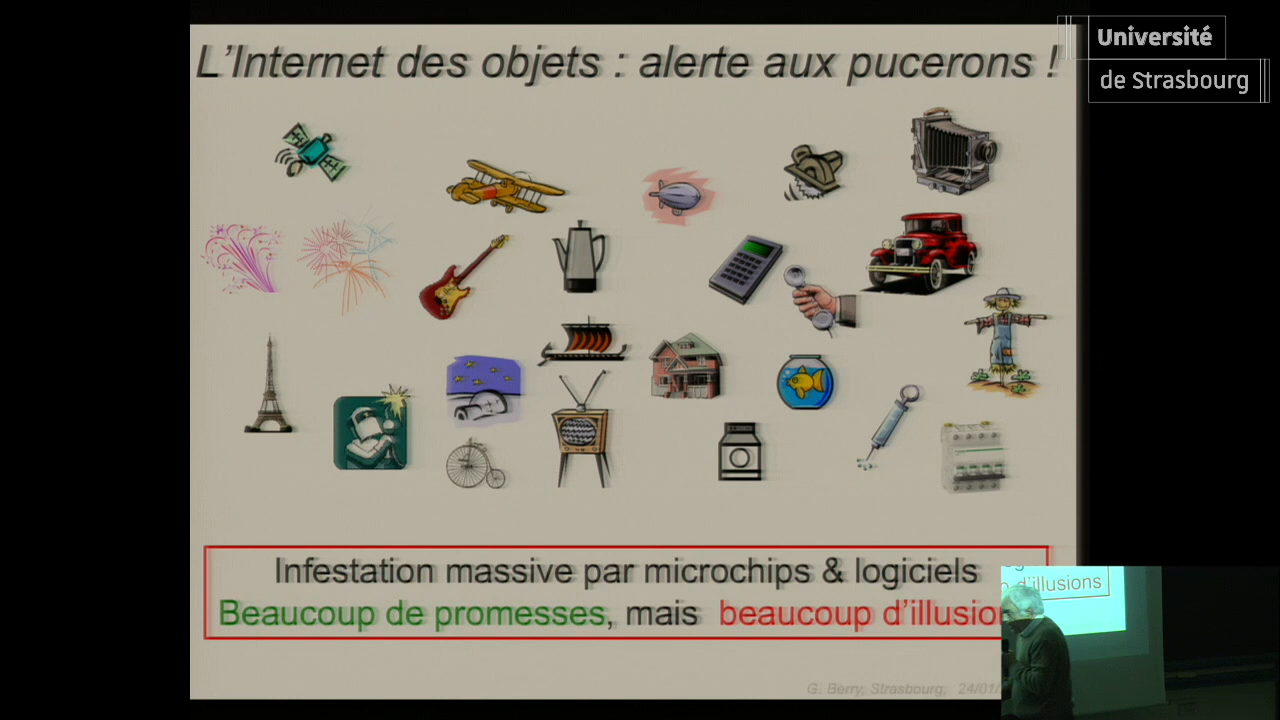 L'Internet des objets : alerte aux pucerons !
Université
de Strasbourg
Infestation massive par microchips & logiciels
Beaucoup de promesses, mais beaucoup d'illusion
d'illusions
G. Berry, Strasbourg, 24/01/